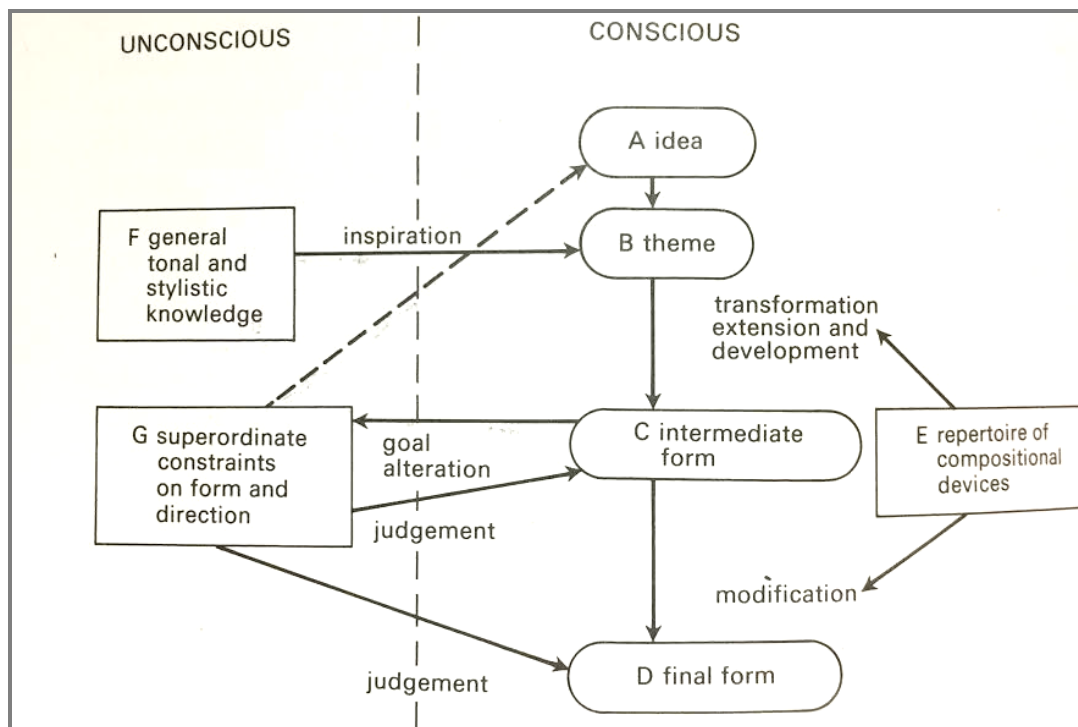 UNCONSCIOUS
CONSCIOUS
A idea
F general
tonal and
stylistic
knowledge
inspiration
B theme
transformation
extension and
development
G superordinate
constraints
on form and
direction
goal
alteration
judgement
C intermediate
form
E repertoire of
compositional
devices
modification
judgement
D final form